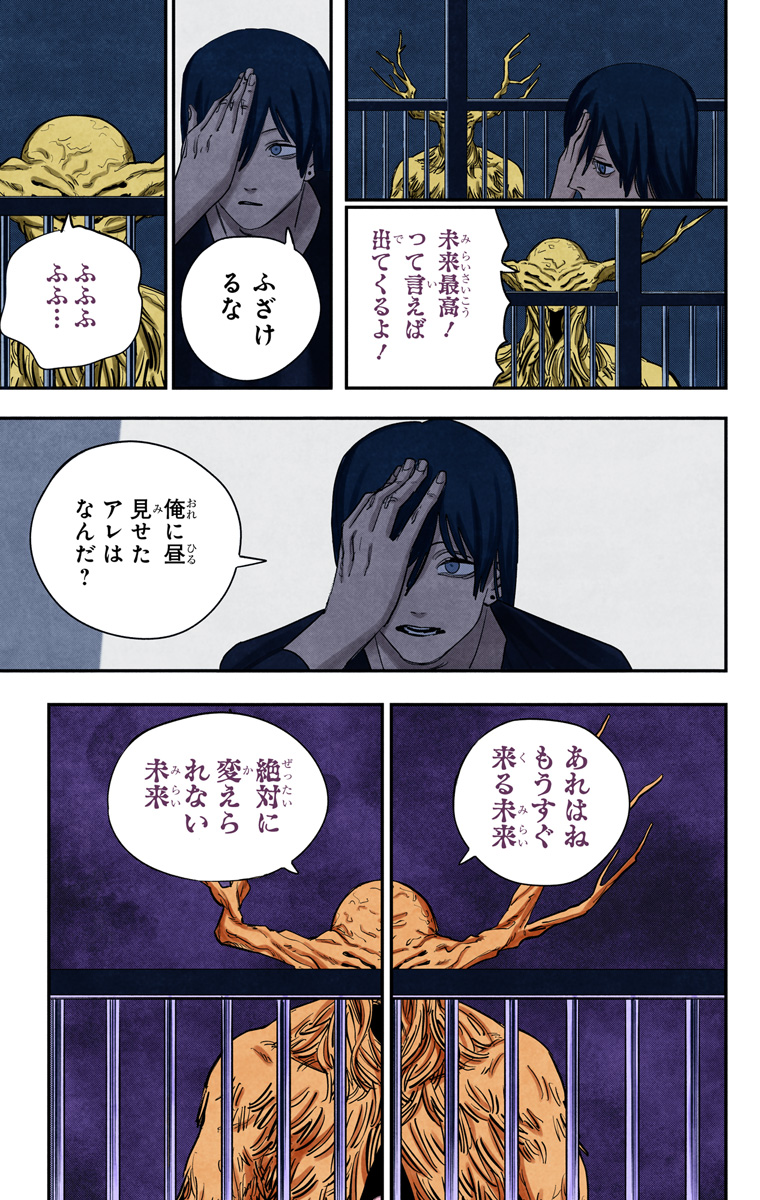 未来最高！
って言えば
出てくるよ！
ふざけ
るな
ふふふ
ふふ…
俺に昼
見せた
アレは
なんだ？
あれはね
もうすぐ
来る未来
絶対に
変えら
れない
未来